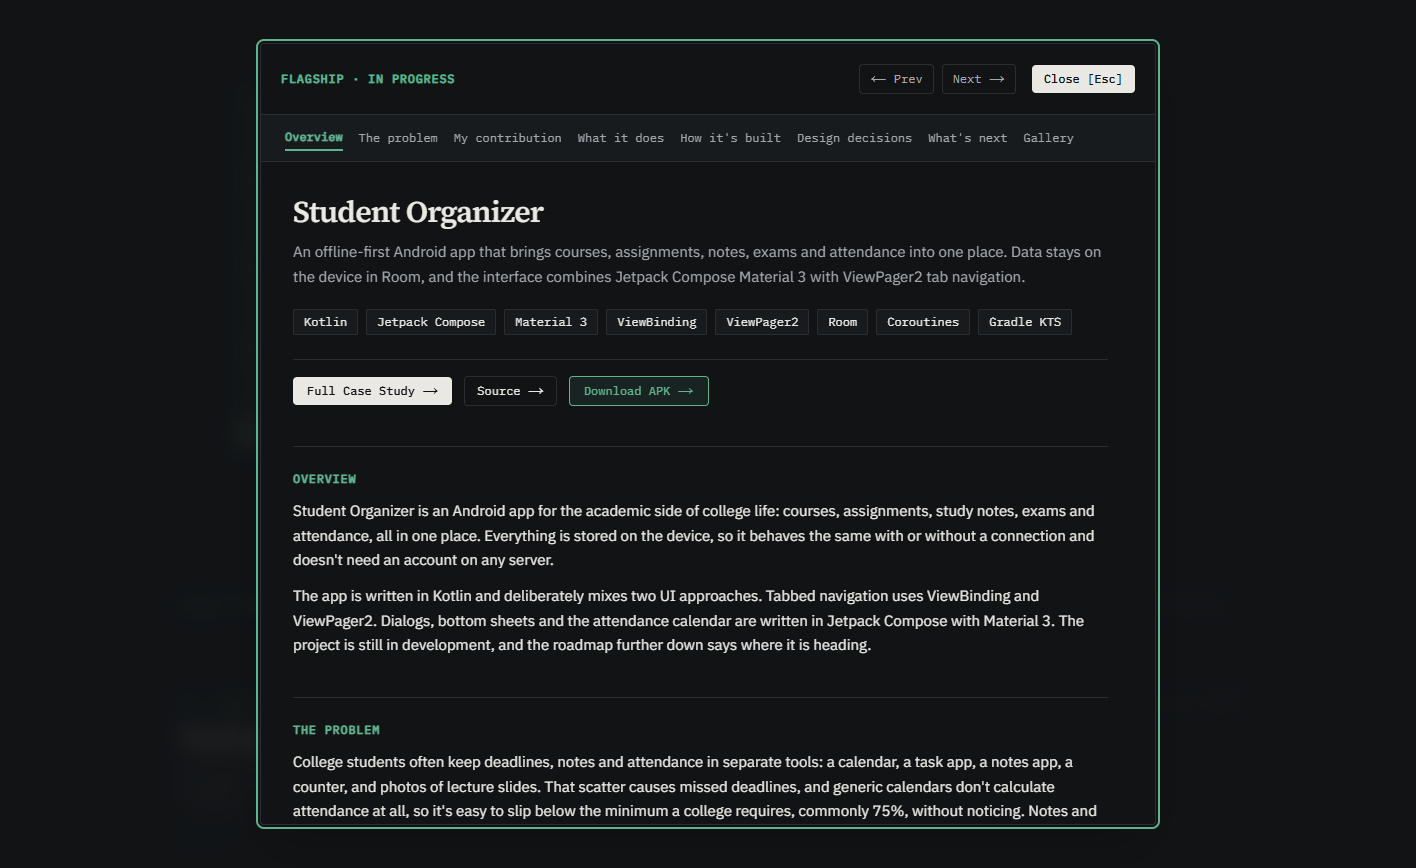 FLAGSHIP · IN PROGRESS
← Prev
Next →
Close [Esc]
Overview
The problem
My contribution
What it does
How it's built
Design decisions
What's next
Gallery
Student Organizer
An offline-first Android app that brings courses, assignments, notes, exams and attendance into one place. Data stays on
the device in Room, and the interface combines Jetpack Compose Material 3 with ViewPager2 tab navigation.
Kotlin
Jetpack Compose
Material 3
ViewBinding
ViewPager2
Room
Coroutines
Gradle KTS
Full Case Study →
Source →
Download APK →
OVERVIEW
Student Organizer is an Android app for the academic side of college life: courses, assignments, study notes, exams and
attendance, all in one place. Everything is stored on the device, so it behaves the same with or without a connection and
doesn't need an account on any server.
The app is written in Kotlin and deliberately mixes two UI approaches. Tabbed navigation uses ViewBinding and
ViewPager2. Dialogs, bottom sheets and the attendance calendar are written in Jetpack Compose with Material 3. The
project is still in development, and the roadmap further down says where it is heading.
THE PROBLEM
College students often keep deadlines, notes and attendance in separate tools: a calendar, a task app, a notes app, a
counter, and photos of lecture slides. That scatter causes missed deadlines, and generic calendars don't calculate
attendance at all, so it's easy to slip below the minimum a college requires, commonly 75%, without noticing. Notes and